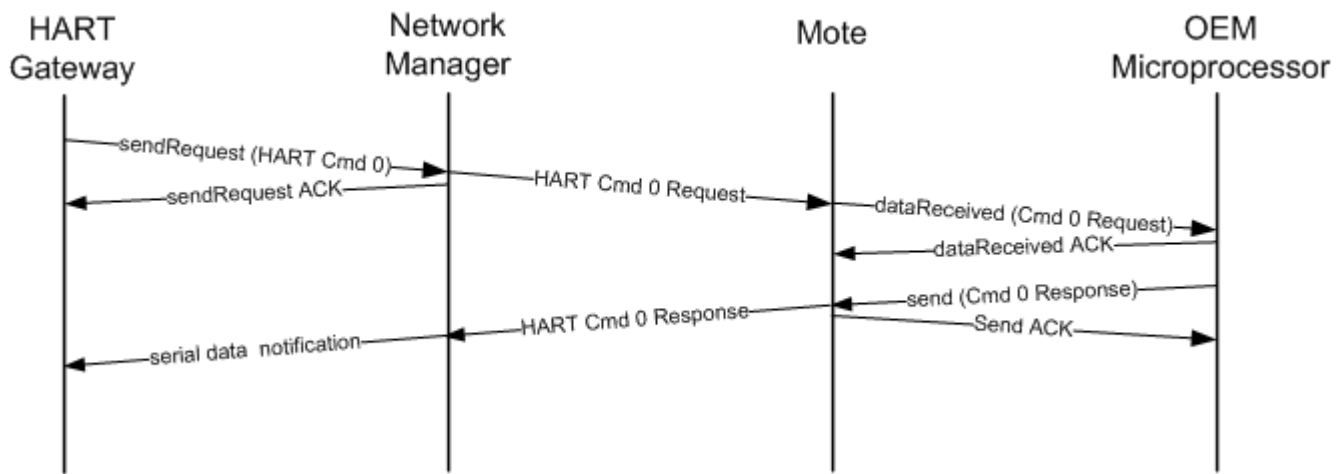 HART
Gateway
Network
Manager
Mote
OEM
Microprocessor
sendRequest (HART Cmd 0)
sendRequest ACK
HART Cmd 0 Request
dataReceived (Cmd 0 Request)
dataReceived ACK
send (Cmd 0 Response)
Send ACK
HART Cmd 0 Response
serial data notification